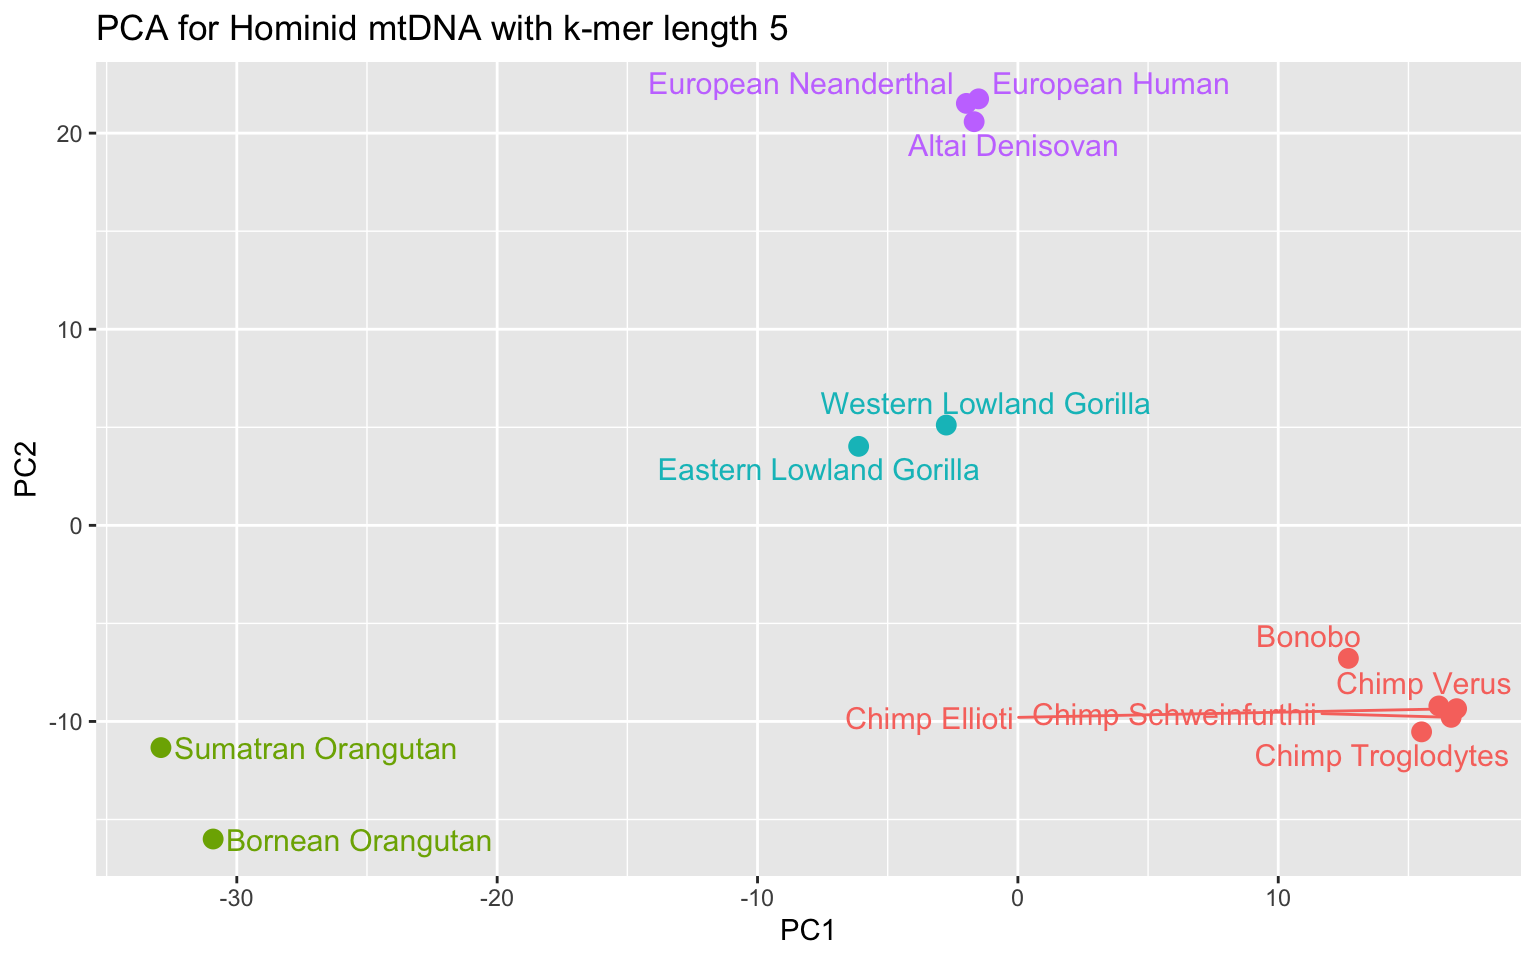 PCA for Hominid mtDNA with k-mer length 5
European Neanderthal
European Human
Altai Denisovan
20
10
Western Lowland Gorilla
Eastern Lowland Gorilla
PC2
0
Bonobo
Chimp Verus
Chimp Ellioti
Chimp Schweinfurthii
-10
Chimp Troglodytes
Sumatran Orangutan
Bornean Orangutan
-30
-20
-10
0
10
PC1